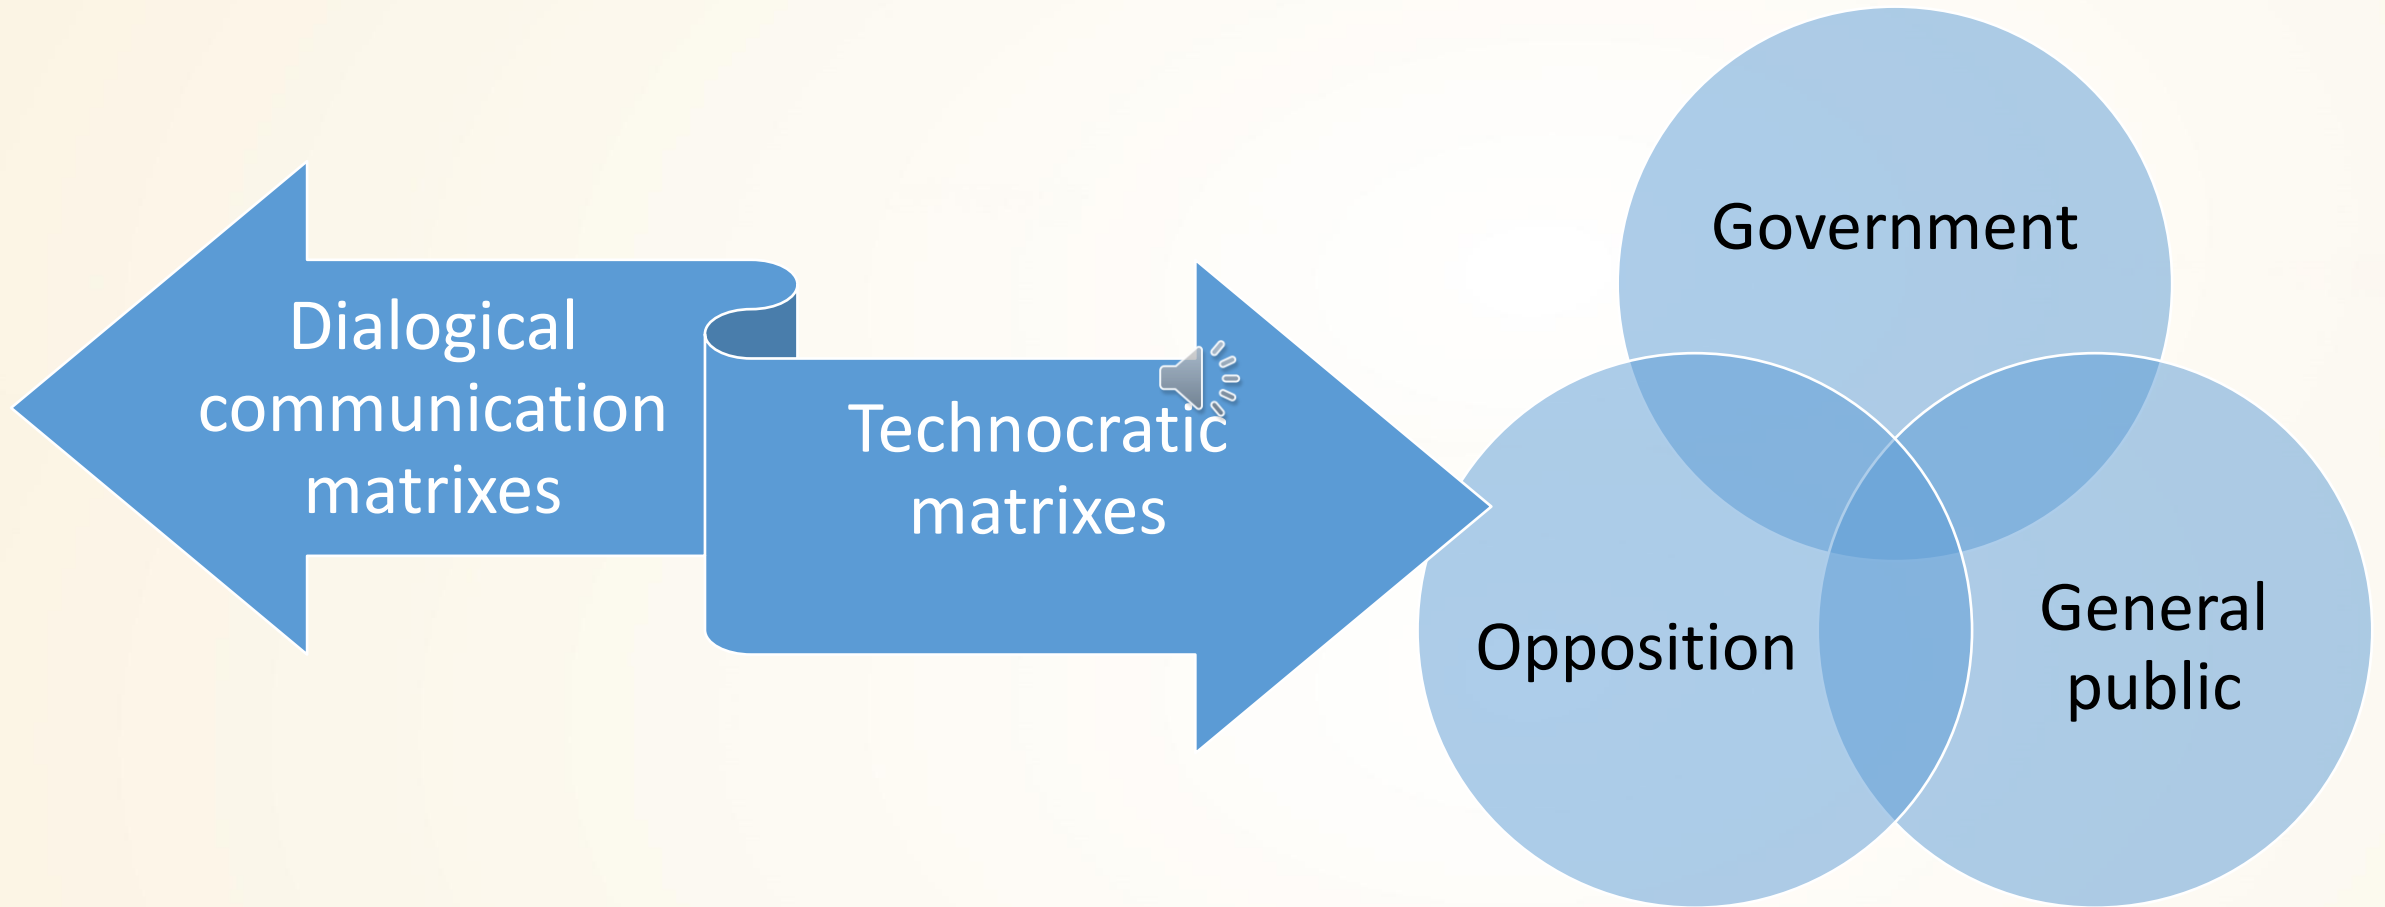 Dialogical
communication
matrixes
Technocratic
matrixes
Government
Opposition
General
public